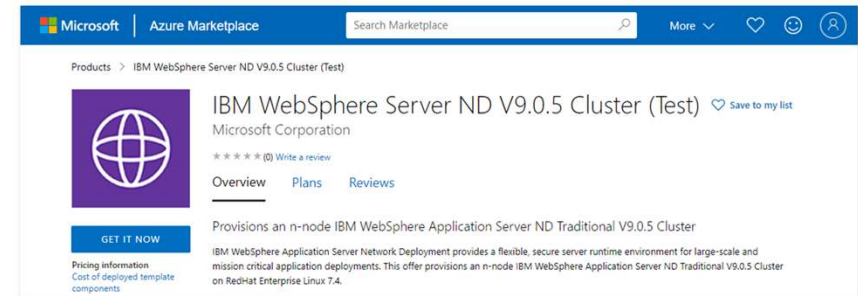 Microsoft Azure Marketplace Search Marketplace More
Products > IBM WebSphere Server ND V9.0.5 Cluster (Test)
IBM WebSphere Server ND V9.0.5 Cluster (Test) Save to my list
Microsoft Corporation
(0) Write a review
Overview Plans Reviews
GET IT NOW
Pricing information
Cost of deployed template
components
Provisions an n-node IBM WebSphere Application Server ND Traditional V9.0.5 Cluster
IBM WebSphere Application Server Network Deployment provides a flexible, secure server runtime environment for large-scale and
mission critical application deployments. This offer provisions an n-node IBM WebSphere Application Server ND Traditional V9.0.5 Cluster
on RedHat Enterprise Linux 7.4.